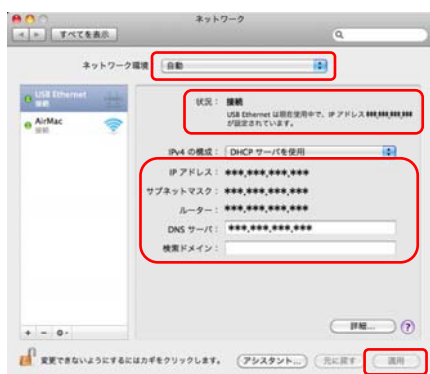 ネットワーク
すべてを表示
ネットワーク環境: 自動
USB Ethernet
接続
AirMac
接続
状況: 接続
USB Ethernet は現在使用中で、IP アドレス ***.***.***.***
が設定されています。
IPv4 の構成: DHCP サーバを使用
IP アドレス: ***.***.***.***
サブネットマスク: ***.***.***.***
ルーター: ***.***.***.***
DNS サーバ: ***.***.***.***
検索ドメイン:
詳細... ?
+ −
変更できないようにするにはカギをクリックします。 アシスタント... 元に戻す 適用